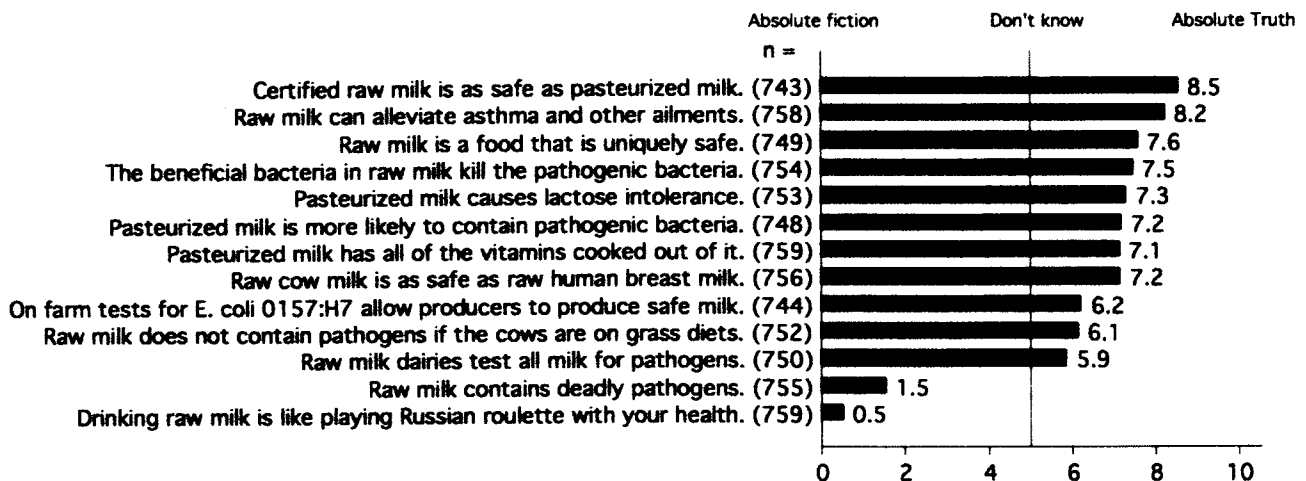 Absolute fiction Don't know Absolute Truth
n =
Certified raw milk is as safe as pasteurized milk. (743) 8.5
Raw milk can alleviate asthma and other ailments. (758) 8.2
Raw milk is a food that is uniquely safe. (749) 7.6
The beneficial bacteria in raw milk kill the pathogenic bacteria. (754) 7.5
Pasteurized milk causes lactose intolerance. (753) 7.3
Pasteurized milk is more likely to contain pathogenic bacteria. (748) 7.2
Pasteurized milk has all of the vitamins cooked out of it. (759) 7.1
Raw cow milk is as safe as raw human breast milk. (756) 7.2
On farm tests for E. coli 0157:H7 allow producers to produce safe milk. (744) 6.2
Raw milk does not contain pathogens if the cows are on grass diets. (752) 6.1
Raw milk dairies test all milk for pathogens. (750) 5.9
Raw milk contains deadly pathogens. (755) 1.5
Drinking raw milk is like playing Russian roulette with your health. (759) 0.5
0 2 4 6 8 10